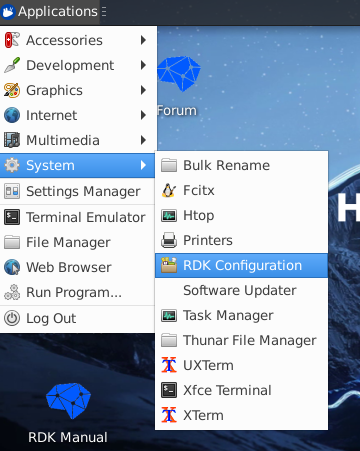 Applications
Accessories
Development
Graphics
Internet
Multimedia
System
Settings Manager
Terminal Emulator
File Manager
Web Browser
Run Program...
Log Out
Bulk Rename
Fcitx
Htop
Printers
RDK Configuration
Software Updater
Task Manager
Thunar File Manager
UXTerm
Xfce Terminal
XTerm
Forum
H
RDK Manual